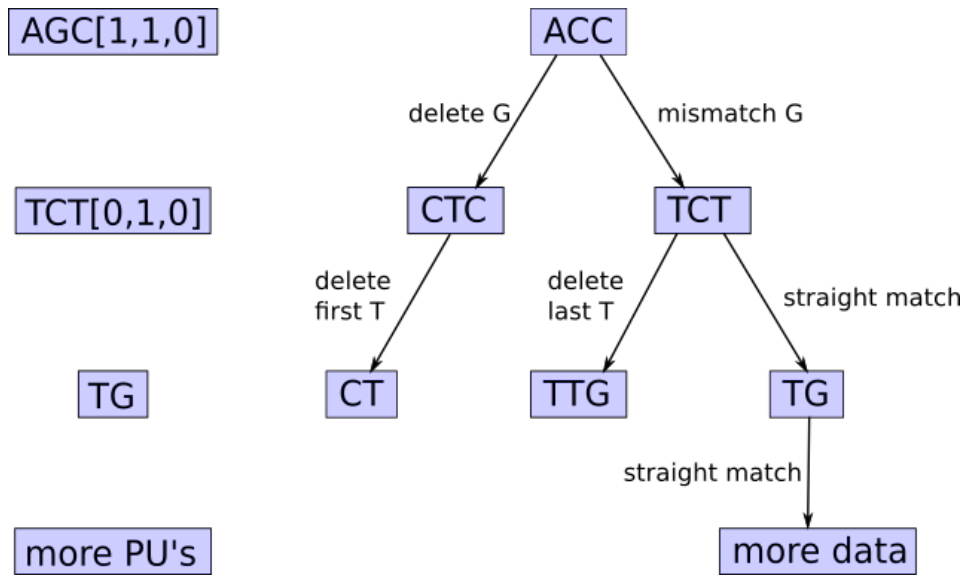 AGC[1,1,0]
ACC
delete G
mismatch G
TCT[0,1,0]
CTC
TCT
delete
first T
delete
last T
straight match
TG
CT
TTG
TG
straight match
more PU's
more data